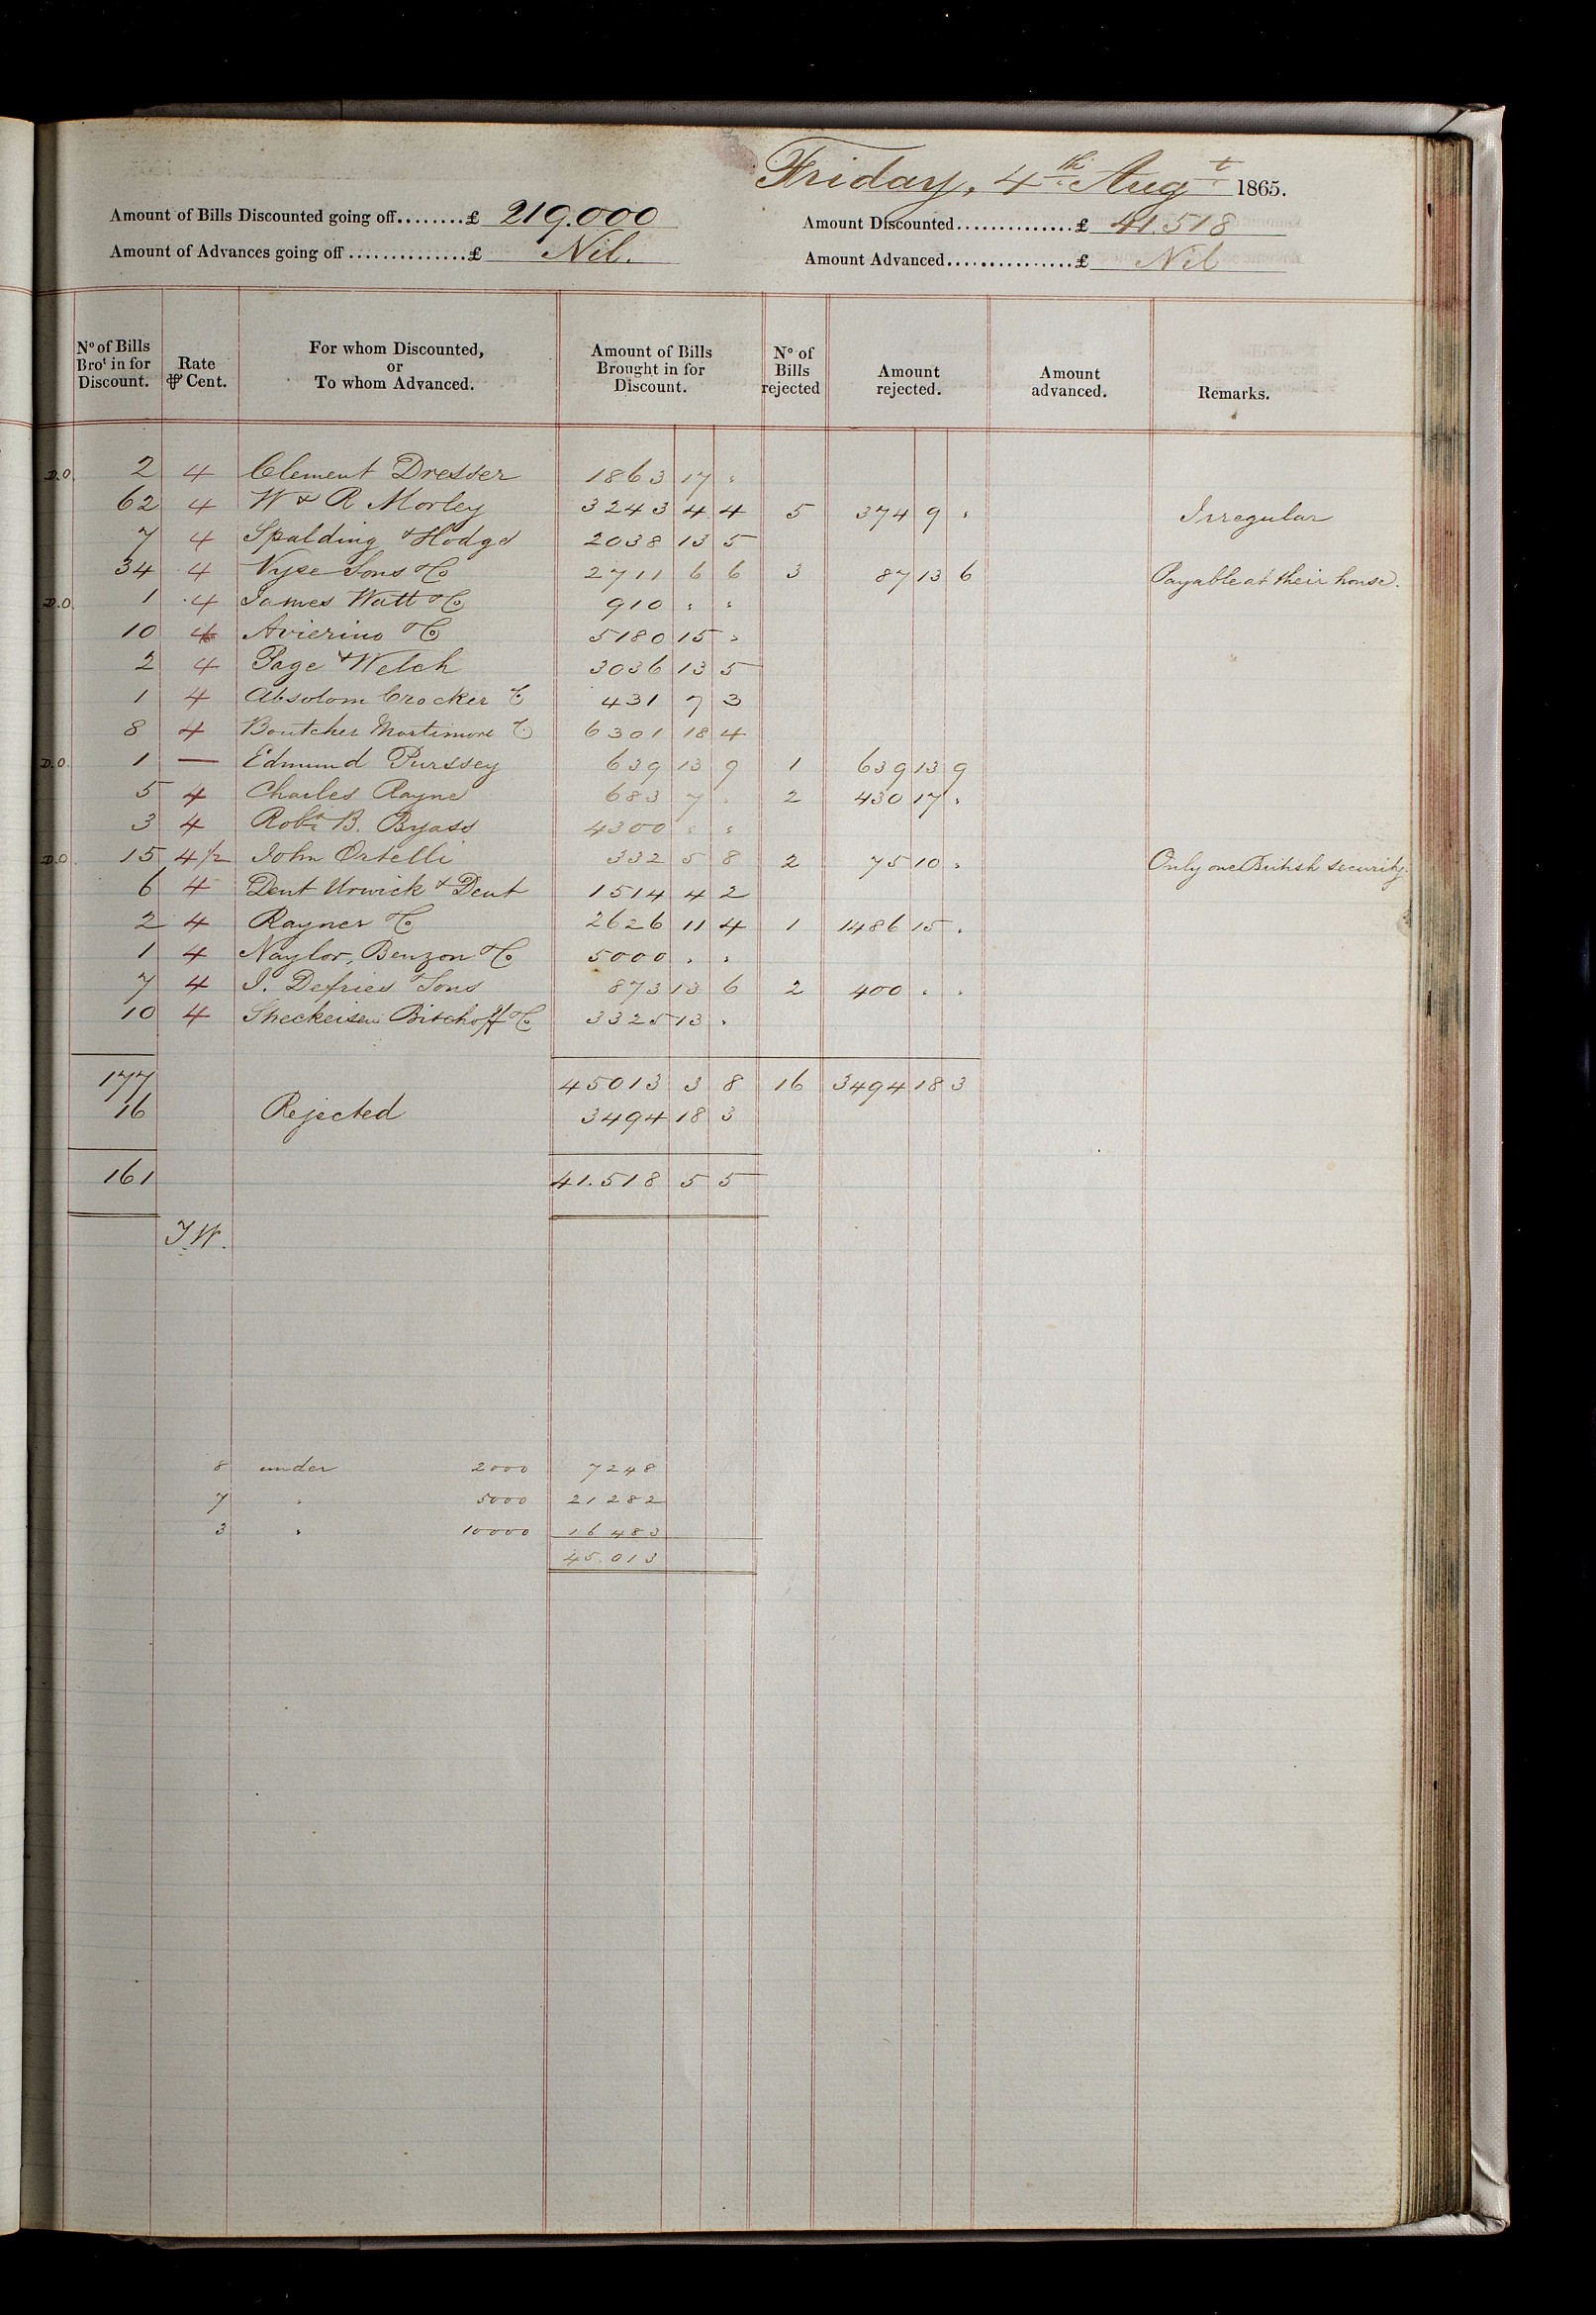 Friday, 4th Augt 1865.
Amount of Bills Discounted going off........£ 219.000
Amount Discounted..............£ 41.518
Amount of Advances going off..............£ Nil.
Amount Advanced...............£ Nil
No of Bills Brot in for Discount. Rate ⅌ Cent. For whom Discounted, or To whom Advanced. Amount of Bills Brought in for Discount. No of Bills rejected Amount rejected. Amount advanced. Remarks.
D.O. 2 4 Clement Dresser 1863 17 "
62 4 W & R Morley 3243 4 4 5 374 9 " Irregular
7 4 Spalding & Hodge 2038 13 5
34 4 Vyse Sons & Co 2711 6 6 3 87 13 6 Payable at their house.
D.O. 1 4 James Watt & Co 910 " "
10 4 Avierino & Co 5180 15 "
2 4 Page & Welch 3036 13 5
1 4 Absolom Crocker & Co 431 7 3
8 4 Boutcher Mortimore & Co 6301 18 4
D.O. 1 — Edmund Purssey 639 13 9 1 639 13 9
5 4 Charles Rayne 683 7 " 2 430 17 "
3 4 Robt B. Byass 4300 " "
D.O. 15 4½ John Ortelli 332 5 8 2 75 10 " Only one British security.
6 4 Dent Urwick & Dent 1514 4 2
2 4 Rayner & Co 2626 11 4 1 1486 15 "
1 4 Naylor, Benzon & Co 5000 " "
7 4 J. Defries & Sons 873 13 6 2 400 " "
10 4 Bischoff & Co 3325 13 "
177 45013 3 8 16 3494 18 3
16 Rejected 3494 18 3
161 41.518 5 5
J.W.
8 under 2000 7248
7 " 5000 21282
3 " 10000 16483
45.013